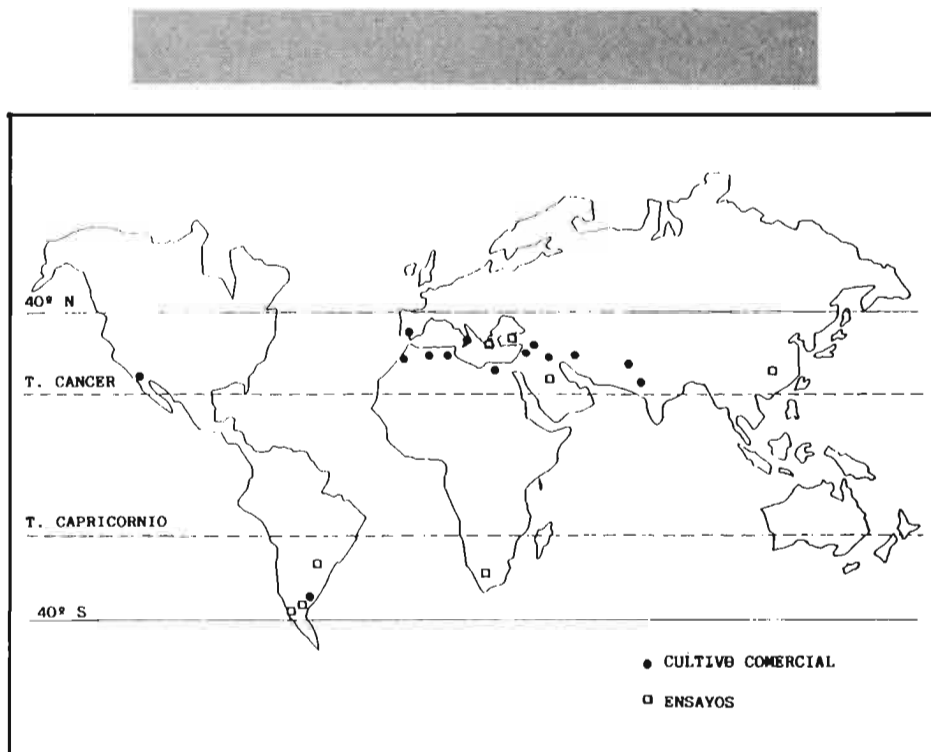 40º N
T. CANCER
T. CAPRICORNIO
40º S
CULTIVO COMERCIAL
ENSAYOS